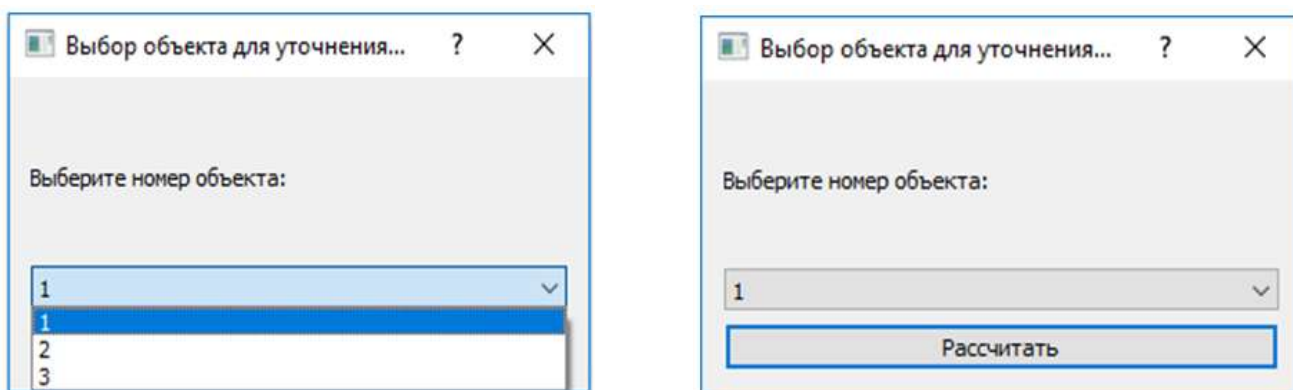 Выбор объекта для уточнения... ?
Выберите номер объекта:
1
1
2
3
Выбор объекта для уточнения... ?
Выберите номер объекта:
1
Рассчитать